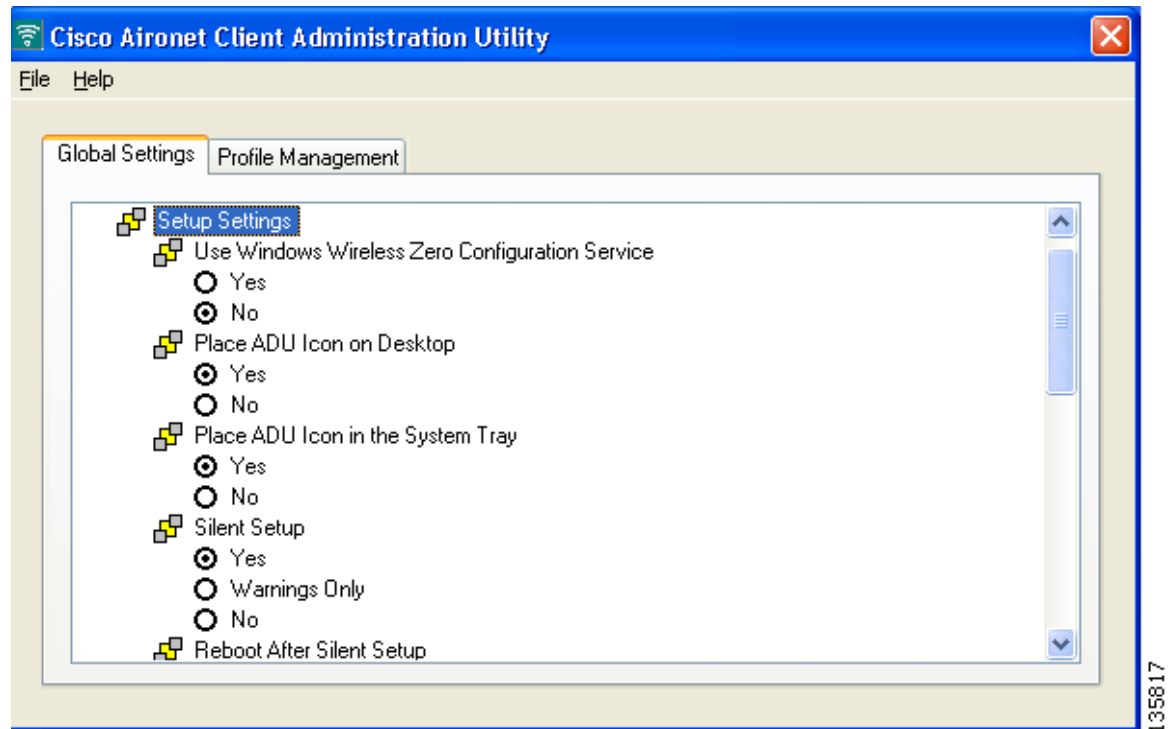 Cisco Aironet Client Administration Utility
File Help
Global Settings Profile Management
Setup Settings
Use Windows Wireless Zero Configuration Service
Yes
No
Place ADU Icon on Desktop
Yes
No
Place ADU Icon in the System Tray
Yes
No
Silent Setup
Yes
Warnings Only
No
Reboot After Silent Setup
135817